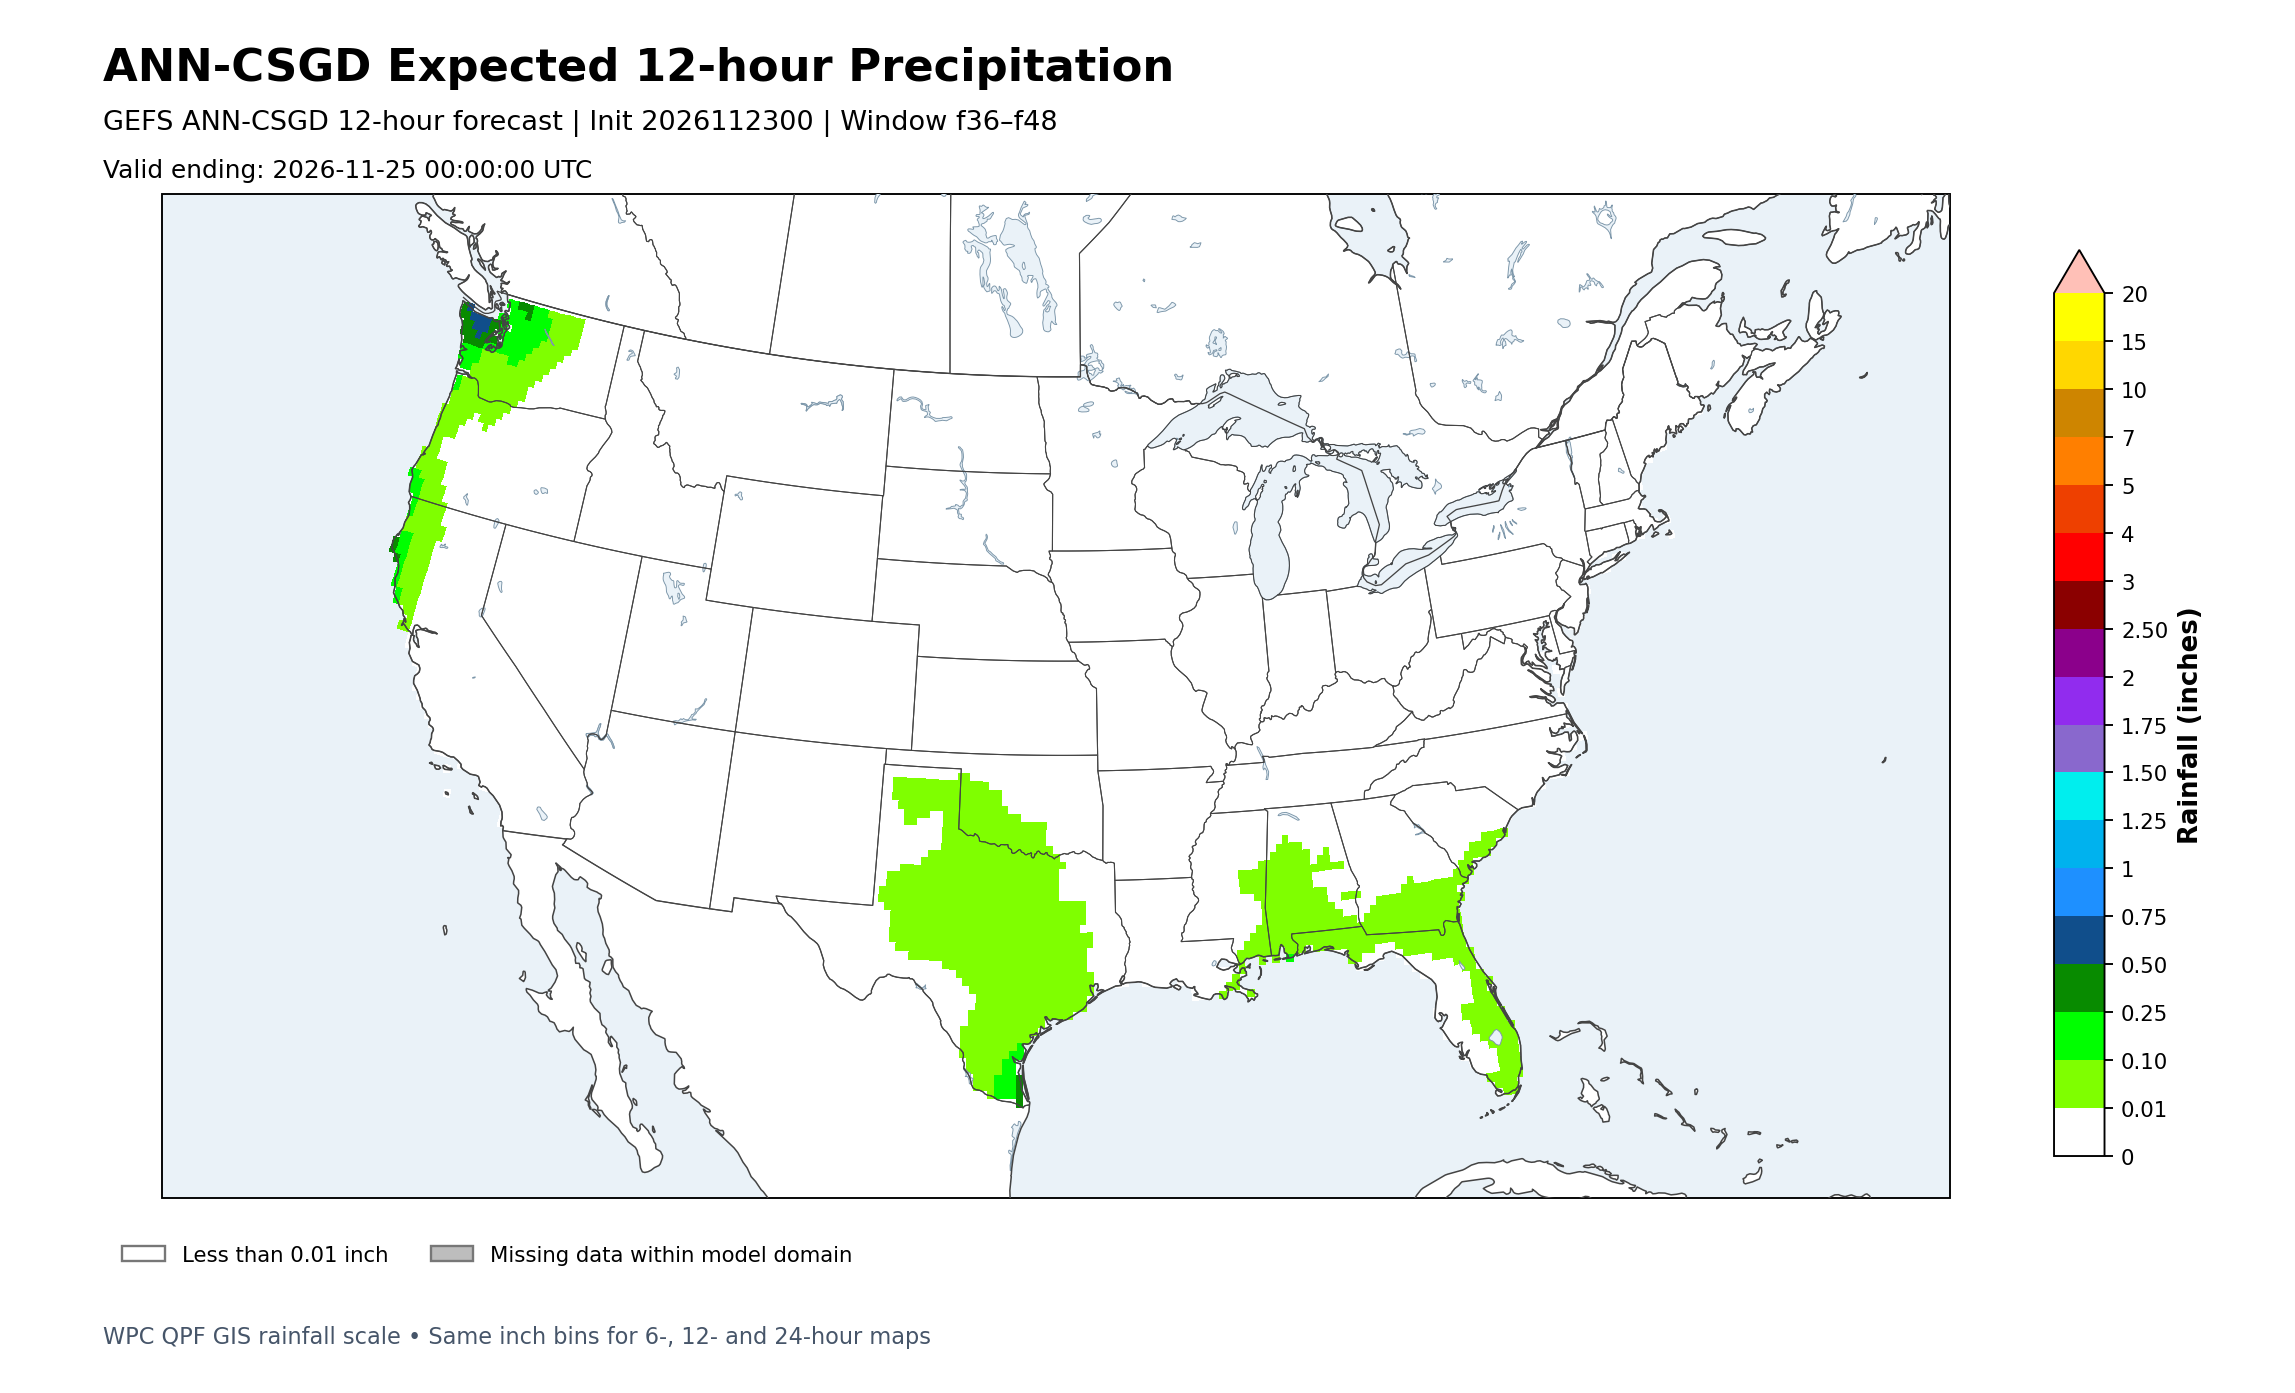 ANN-CSGD Expected 12-hour Precipitation
GEFS ANN-CSGD 12-hour forecast | Init 2026112300 | Window f36–f48
Valid ending: 2026-11-25 00:00:00 UTC
20
15
10
7
5
4
3
2.50
2
1.75
1.50
1.25
1
0.75
0.50
0.25
0.10
0.01
0
Rainfall (inches)
Less than 0.01 inch
Missing data within model domain
WPC QPF GIS rainfall scale • Same inch bins for 6-, 12- and 24-hour maps